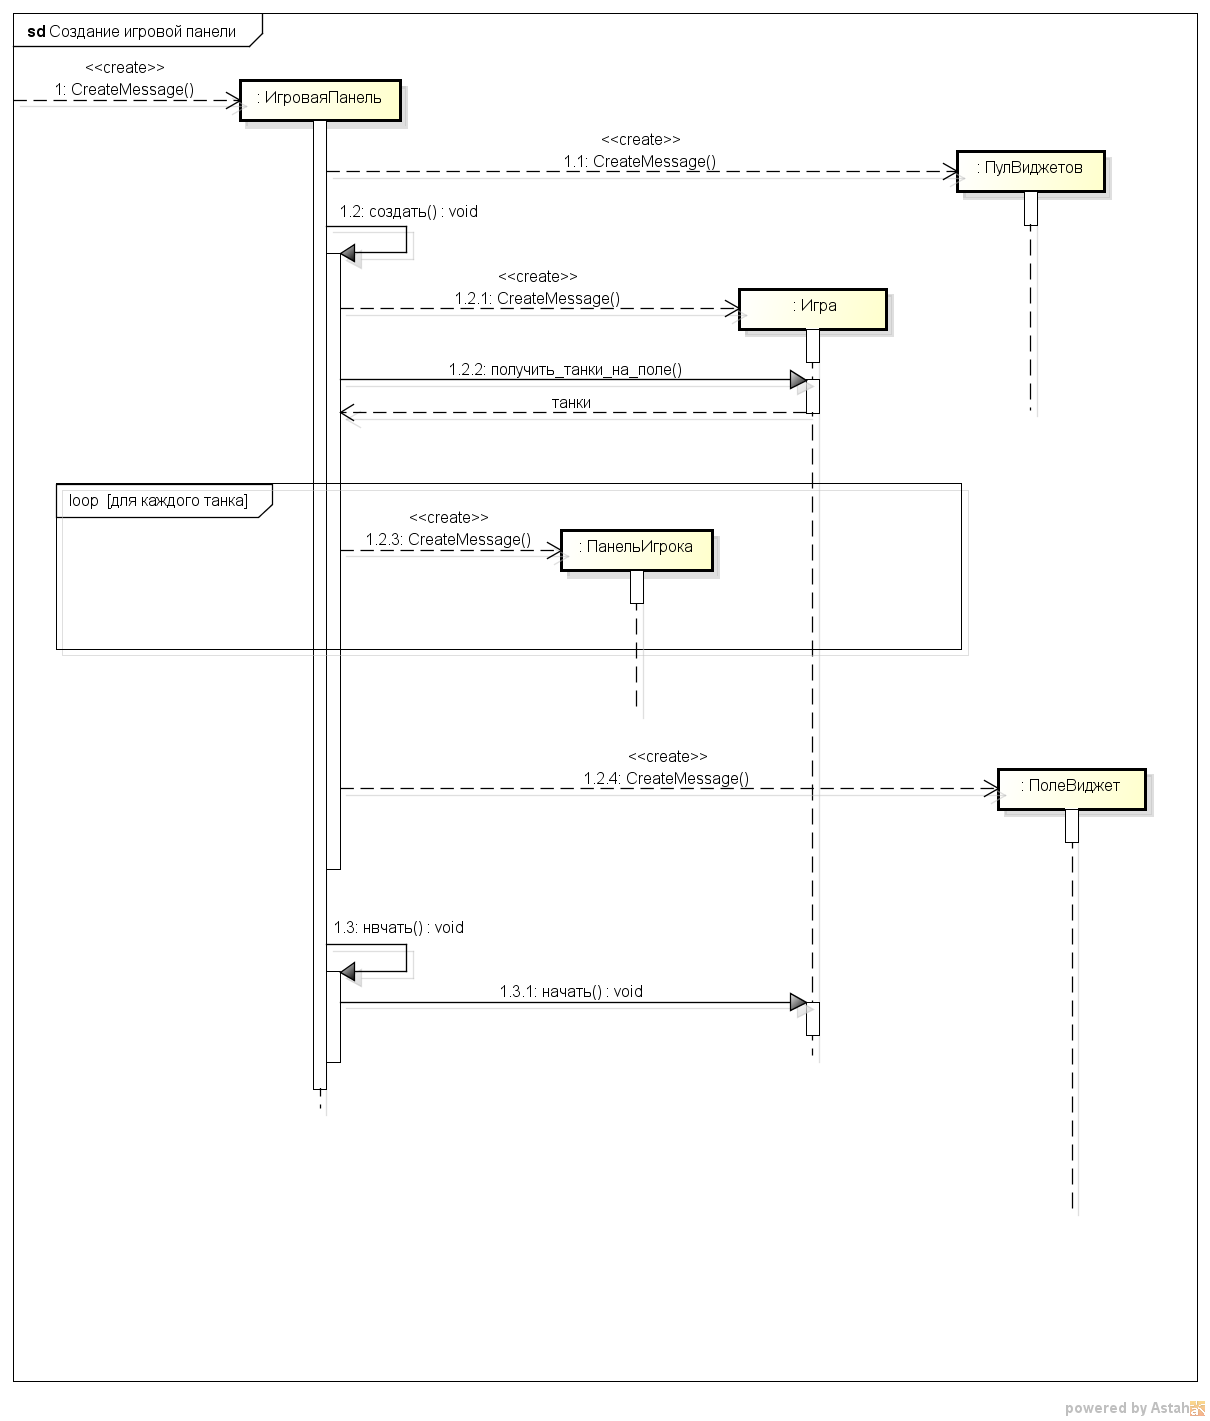 sd Создание игровой панели
<<create>>
1: CreateMessage()
: ИгроваяПанель
<<create>>
1.1: CreateMessage()
: ПулВиджетов
1.2: создать() : void
<<create>>
1.2.1: CreateMessage()
: Игра
1.2.2: получить_танки_на_поле()
танки
loop [для каждого танка]
<<create>>
1.2.3: CreateMessage()
: ПанельИгрока
<<create>>
1.2.4: CreateMessage()
: ПолеВиджет
1.3: нвчать() : void
1.3.1: начать() : void
powered by Astah